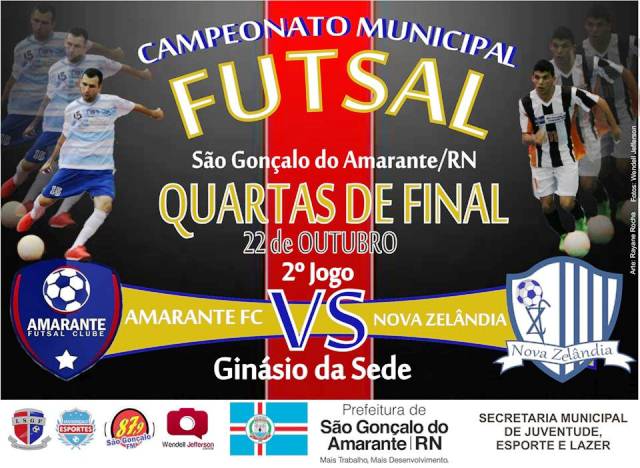 CAMPEONATO MUNICIPAL
FUTSAL
São Gonçalo do Amarante/RN
QUARTAS DE FINAL
22 de OUTUBRO
2º Jogo
AMARANTE FC VS NOVA ZELÂNDIA
AMARANTE
FUTSAL CLUBE
Nova Zelândia
Ginásio da Sede
Arte: Rayane Rocha Fotos: Wendell Jefferson
LSGF
ESPORTES
87.9
São Gonçalo
FM
Wendell Jefferson
Prefeitura de
São Gonçalo do
Amarante|RN
Mais Trabalho, Mais Desenvolvimento.
SECRETARIA MUNICIPAL
DE JUVENTUDE,
ESPORTE E LAZER